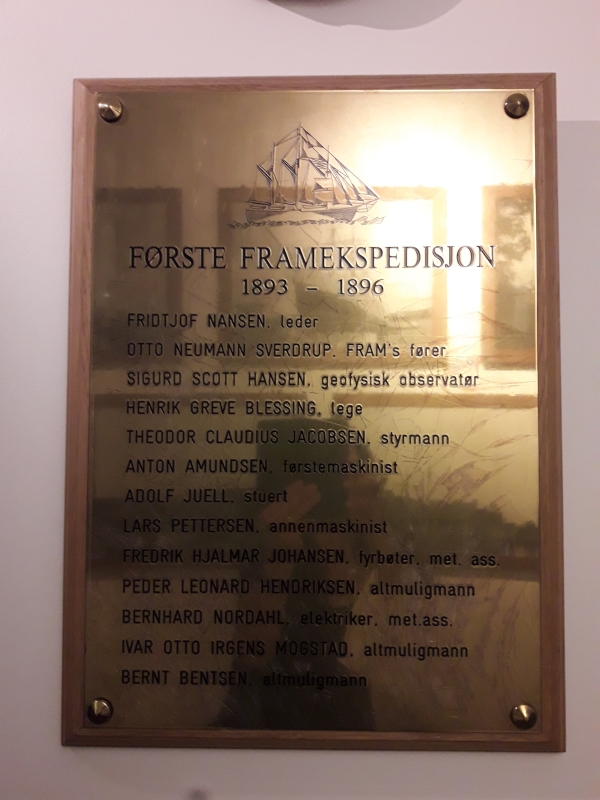 FØRSTE FRAMEKSPEDISJON
1893 – 1896
FRIDTJOF NANSEN, leder
OTTO NEUMANN SVERDRUP, FRAM's fører
SIGURD SCOTT HANSEN, geofysisk observatør
HENRIK GREVE BLESSING, lege
THEODOR CLAUDIUS JACOBSEN, styrmann
ANTON AMUNDSEN, førstemaskinist
ADOLF JUELL, stuert
LARS PETTERSEN, annenmaskinist
FREDRIK HJALMAR JOHANSEN, fyrbøter, met. ass.
PEDER LEONARD HENDRIKSEN, altmuligmann
BERNHARD NORDAHL, elektriker, met.ass.
IVAR OTTO IRGENS MOGSTAD, altmuligmann
BERNT BENTSEN, altmuligmann